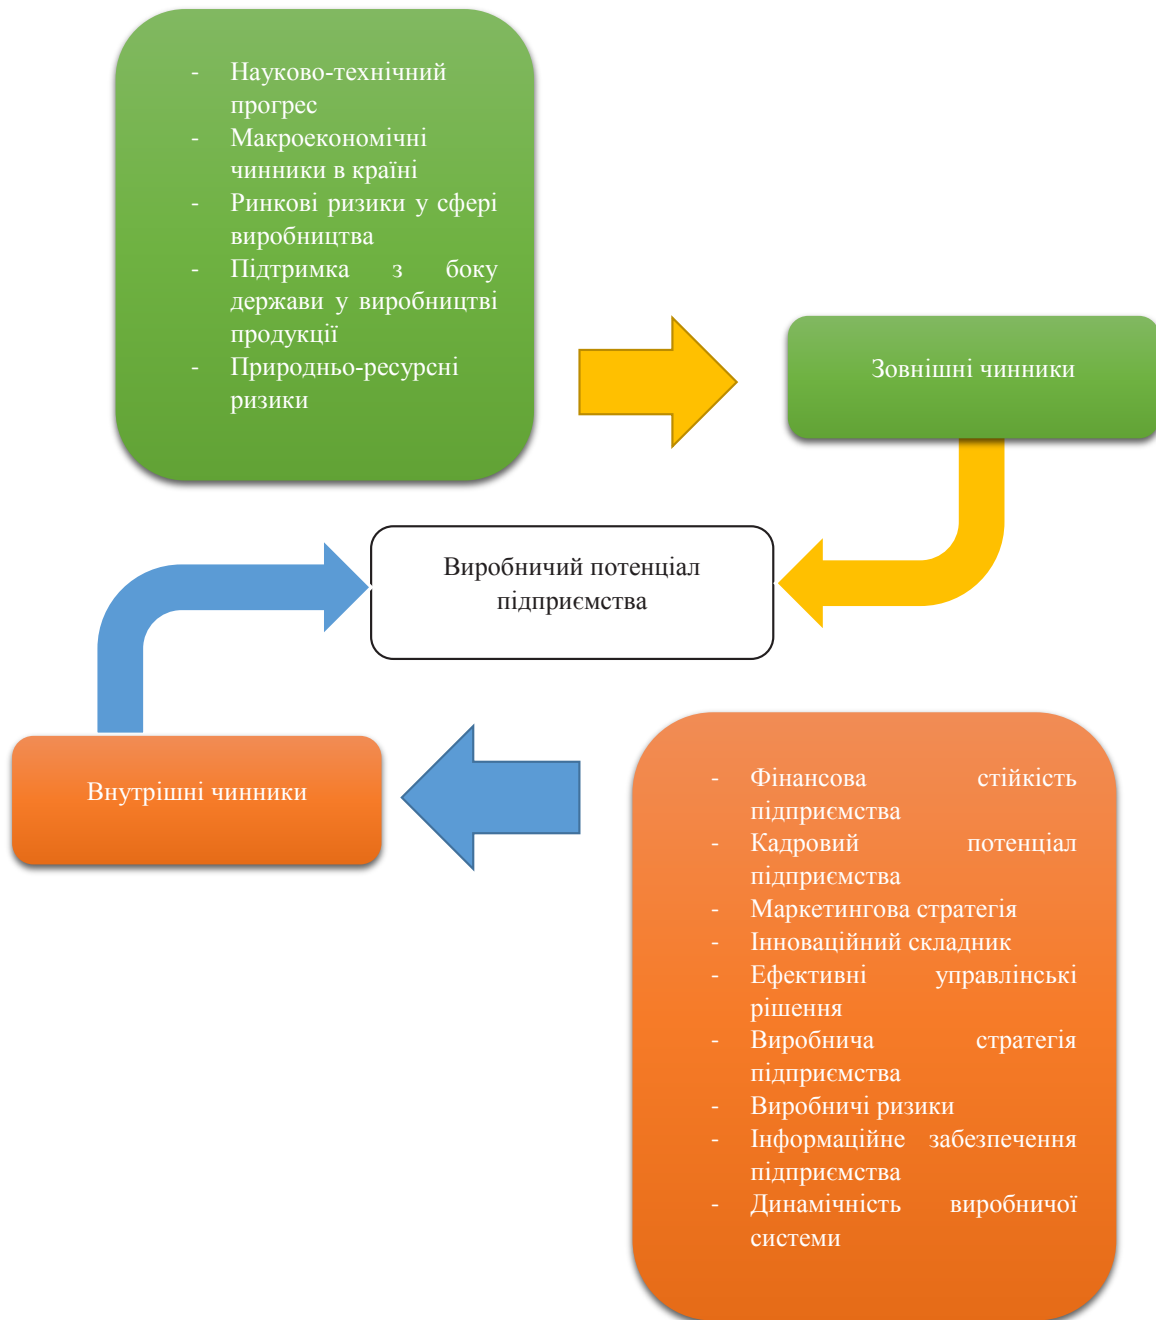 - Науково-технічний
прогрес
- Макроекономічні
чинники в країні
- Ринкові ризики у сфері
виробництва
- Підтримка з боку
держави у виробництві
продукції
- Природньо-ресурсні
ризики
Зовнішні чинники
Виробничий потенціал
підприємства
Внутрішні чинники
- Фінансова стійкість
підприємства
- Кадровий потенціал
підприємства
- Маркетингова стратегія
- Інноваційний складник
- Ефективні управлінські
рішення
- Виробнича стратегія
підприємства
- Виробничі ризики
- Інформаційне забезпечення
підприємства
- Динамічність виробничої
системи